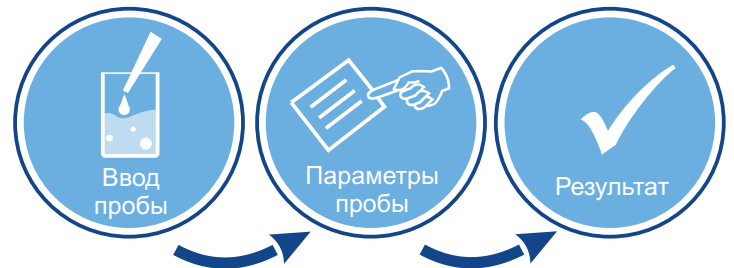 Ввод
пробы
Параметры
пробы
Результат